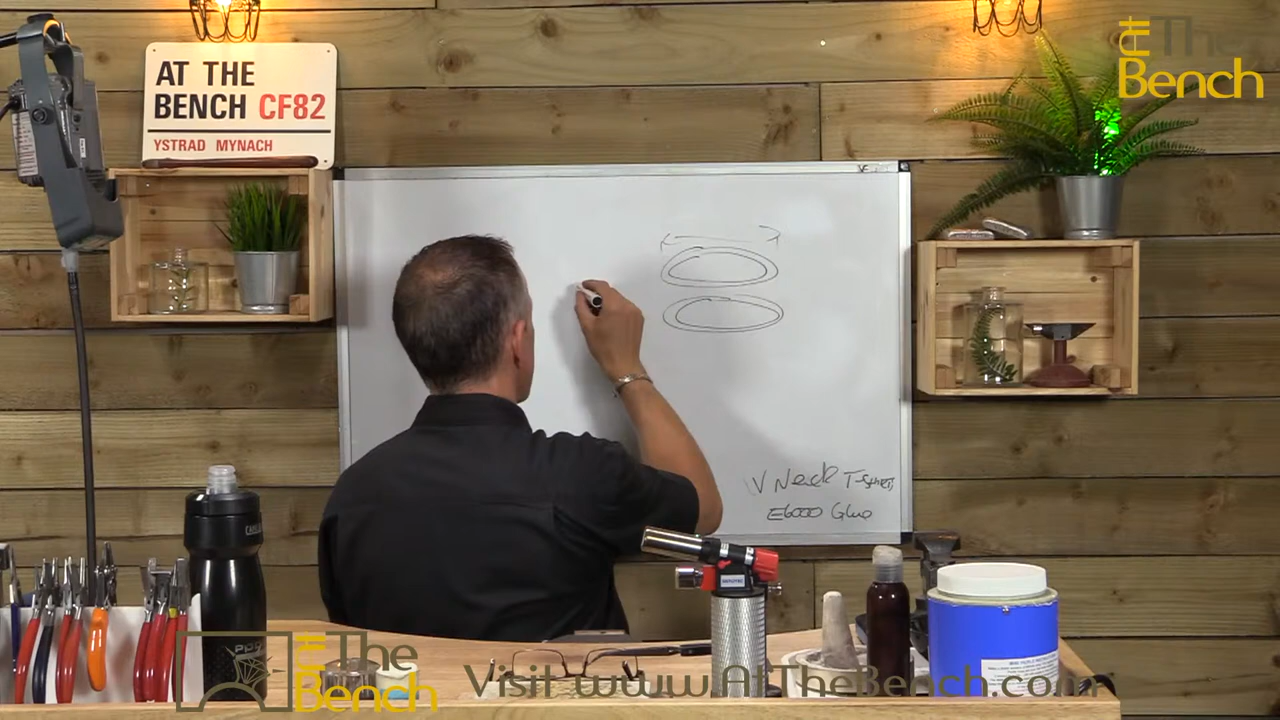 AT THE
BENCH CF82
YSTRAD MYNACH
At The
Bench
V Neck T-Shirts
E6000 Glue
At The
Bench
Visit www.AtTheBench.com